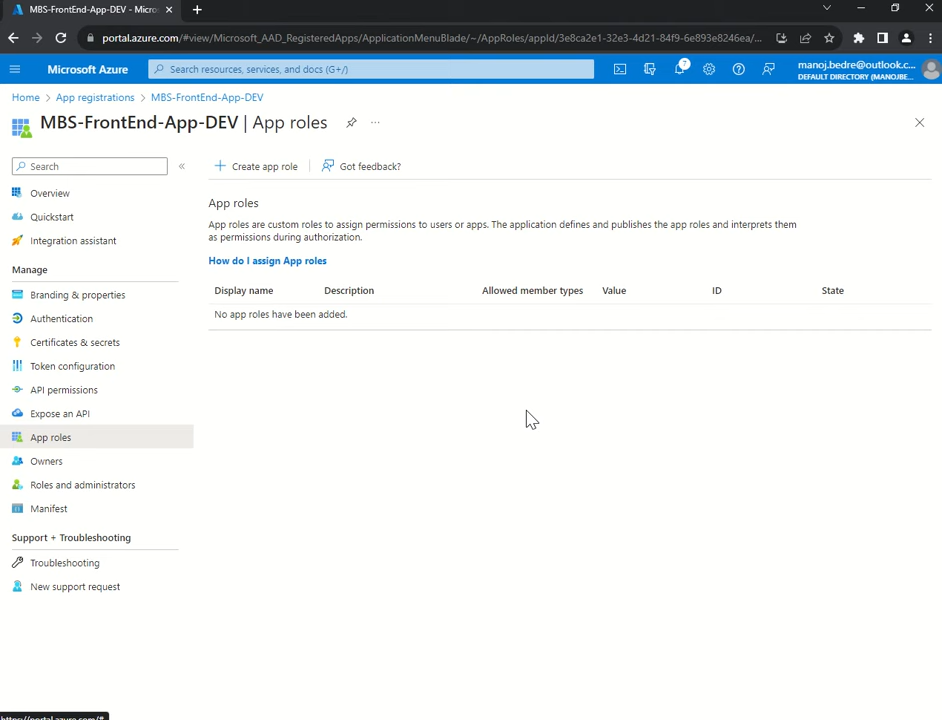 MBS-FrontEnd-App-DEV - Micro
portal.azure.com/#view/Microsoft_AAD_RegisteredApps/ApplicationMenuBlade/~/AppRoles/appId/3e8ca2e1-32e3-4d21-84f9-6e893e8246ea/...
Microsoft Azure
Search resources, services, and docs (G+/)
7
manoj.bedre@outlook.c...
DEFAULT DIRECTORY (MANOJBE...
Home > App registrations > MBS-FrontEnd-App-DEV
MBS-FrontEnd-App-DEV | App roles
Search
«
Create app role
Got feedback?
Overview
Quickstart
Integration assistant
Manage
Branding & properties
Authentication
Certificates & secrets
Token configuration
API permissions
Expose an API
App roles
Owners
Roles and administrators
Manifest
Support + Troubleshooting
Troubleshooting
New support request
App roles
App roles are custom roles to assign permissions to users or apps. The application defines and publishes the app roles and interprets them
as permissions during authorization.
How do I assign App roles
Display name Description Allowed member types Value ID State
No app roles have been added.
https://portal.azure.com/#